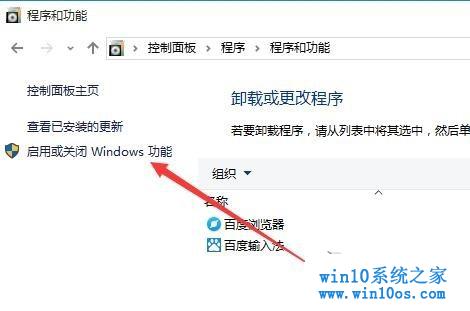 程序和功能
控制面板 程序 程序和功能
控制面板主页
查看已安装的更新
启用或关闭 Windows 功能
卸载或更改程序
若要卸载程序，请从列表中将其选中，然后单
组织
名称
百度浏览器
百度输入法
win10系统之家
www.win10os.com